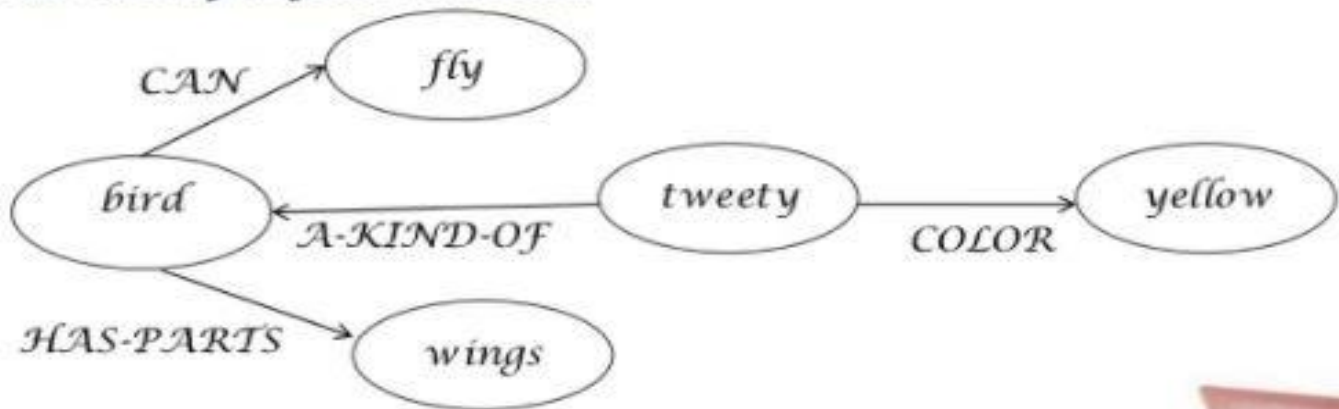 fly
CAN
bird
tweety
yellow
A-KIND-OF
COLOR
HAS-PARTS
wings